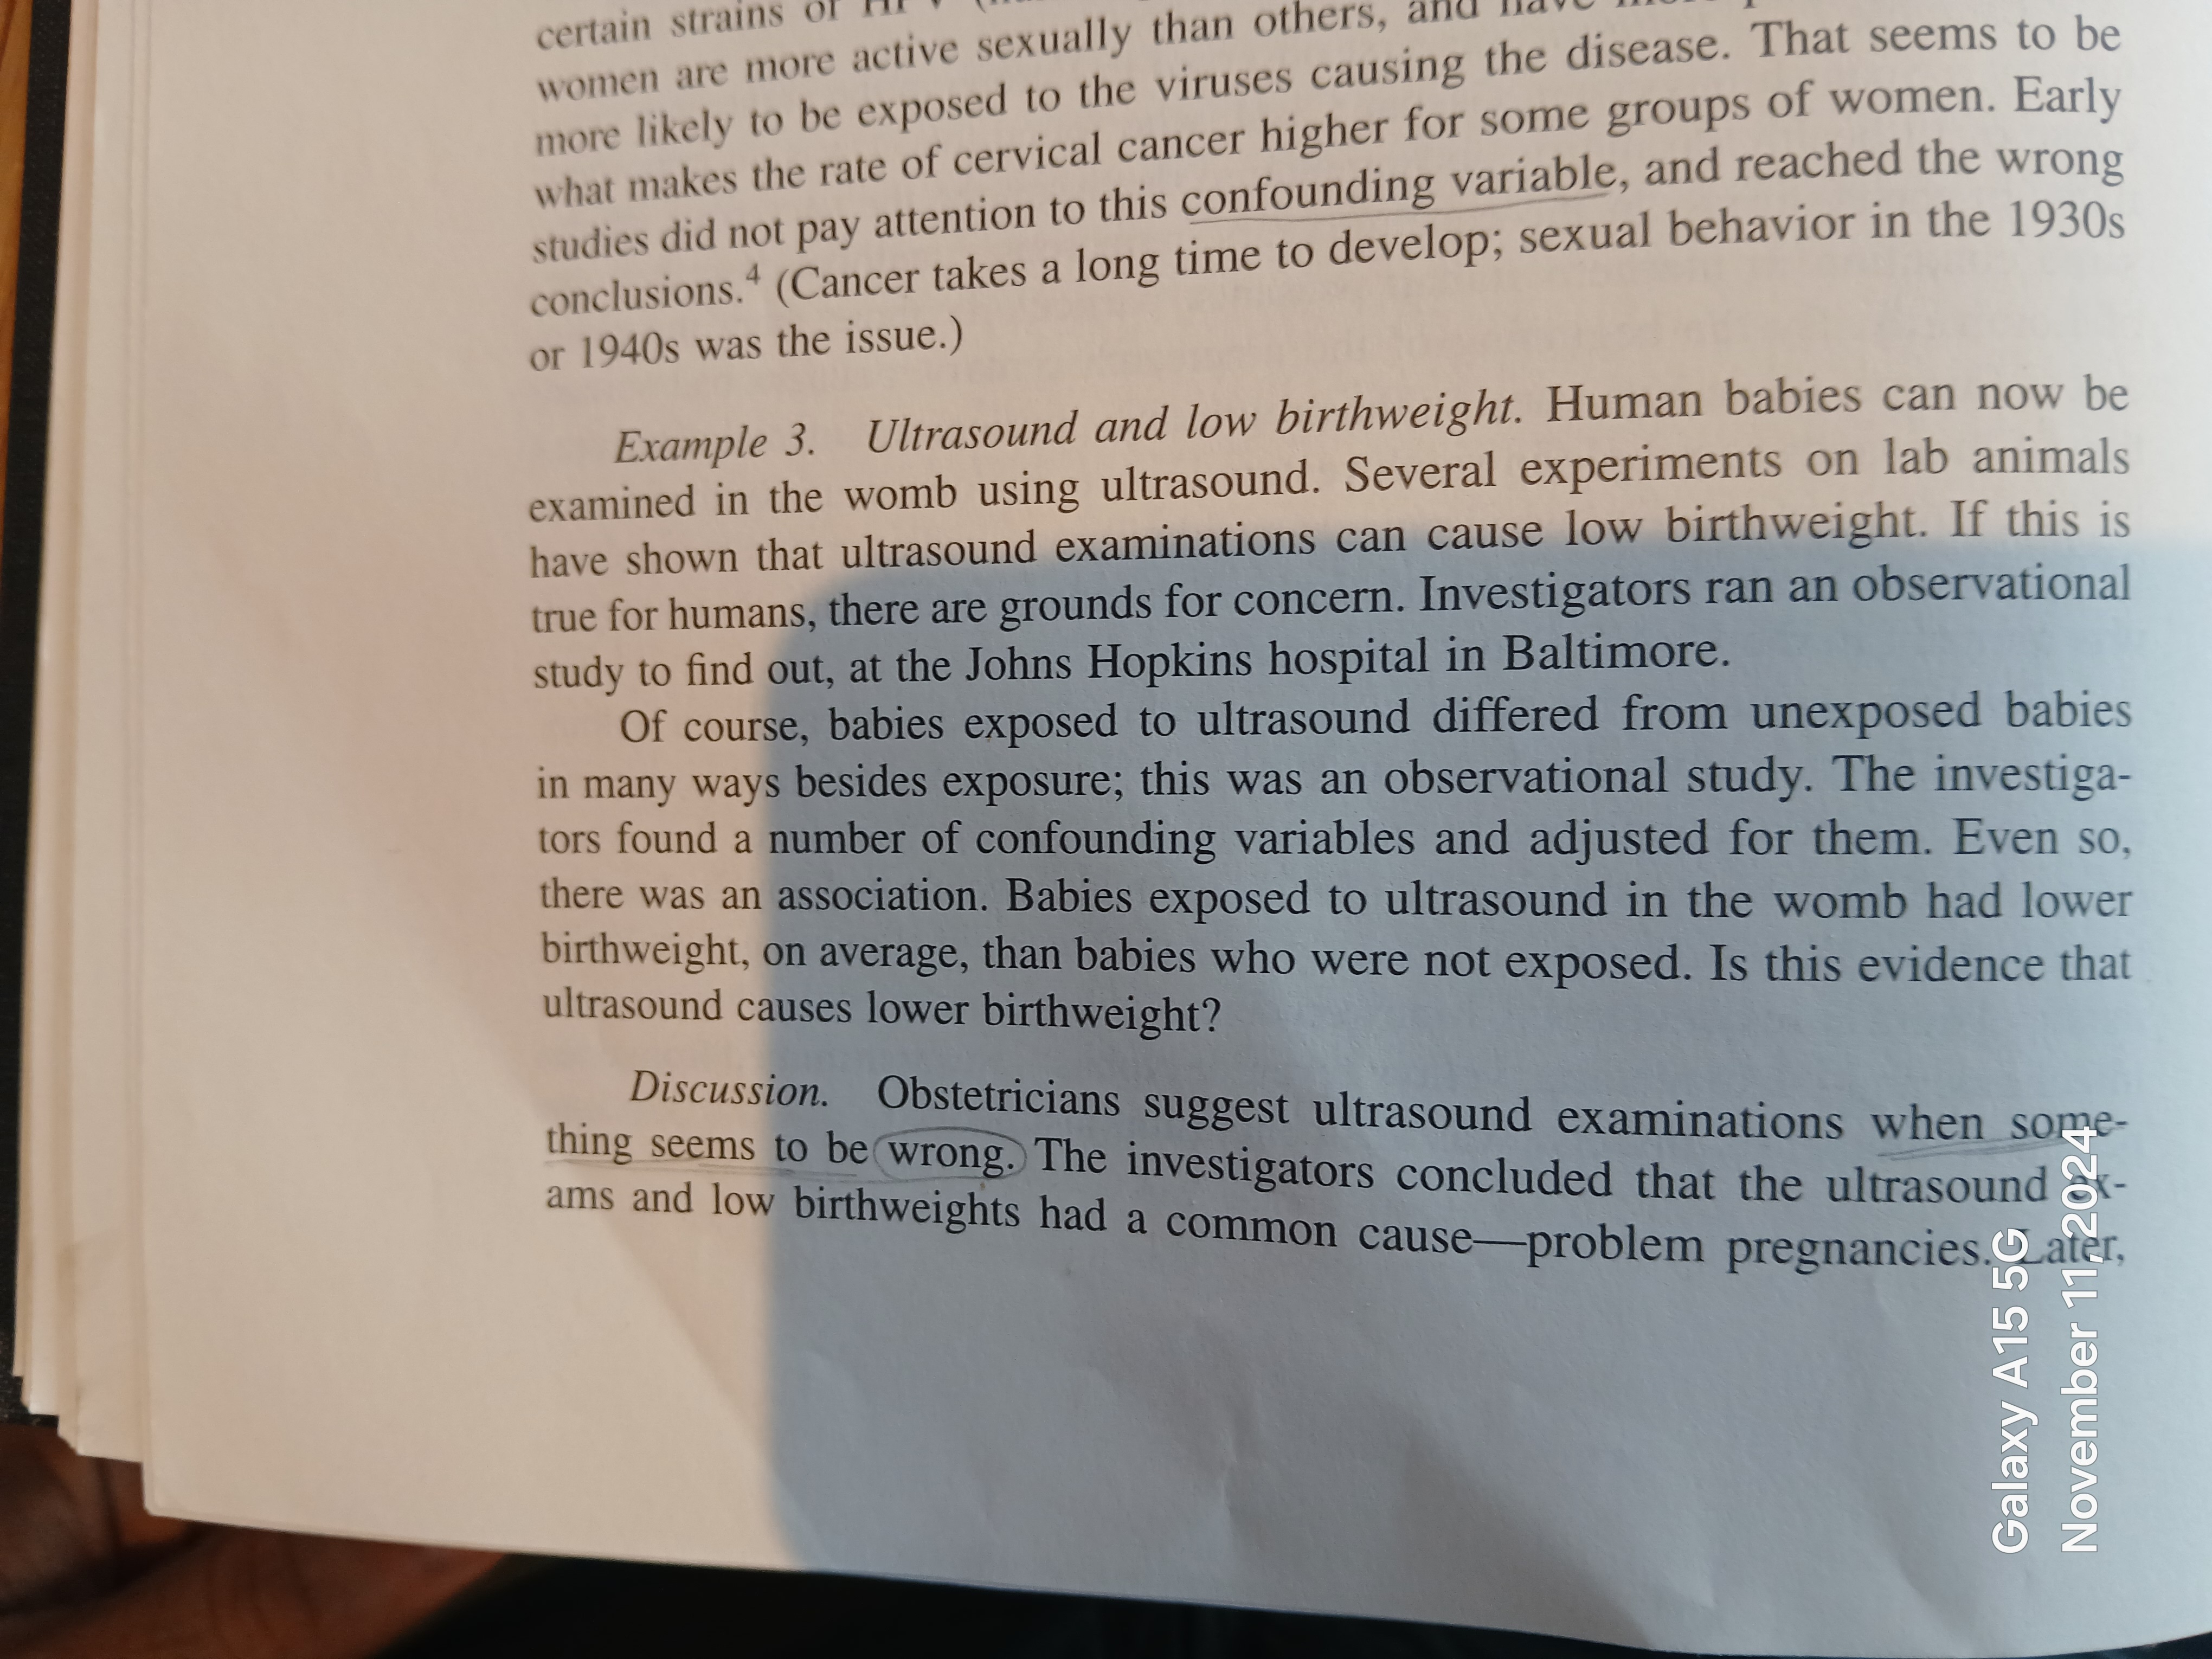 certain strains of
women are more active sexually than others, and have
more likely to be exposed to the viruses causing the disease. That seems to be
what makes the rate of cervical cancer higher for some groups of women. Early
studies did not pay attention to this confounding variable, and reached the wrong
conclusions.4 (Cancer takes a long time to develop; sexual behavior in the 1930s
or 1940s was the issue.)
Example 3. Ultrasound and low birthweight. Human babies can now be
examined in the womb using ultrasound. Several experiments on lab animals
have shown that ultrasound examinations can cause low birthweight. If this is
true for humans, there are grounds for concern. Investigators ran an observational
study to find out, at the Johns Hopkins hospital in Baltimore.
Of course, babies exposed to ultrasound differed from unexposed babies
in many ways besides exposure; this was an observational study. The investiga-
tors found a number of confounding variables and adjusted for them. Even so,
there was an association. Babies exposed to ultrasound in the womb had lower
birthweight, on average, than babies who were not exposed. Is this evidence that
ultrasound causes lower birthweight?
Discussion. Obstetricians suggest ultrasound examinations when some-
thing seems to be wrong. The investigators concluded that the ultrasound ex-
ams and low birthweights had a common cause—problem pregnancies. Later,
Galaxy A15 5G
November 11, 2024